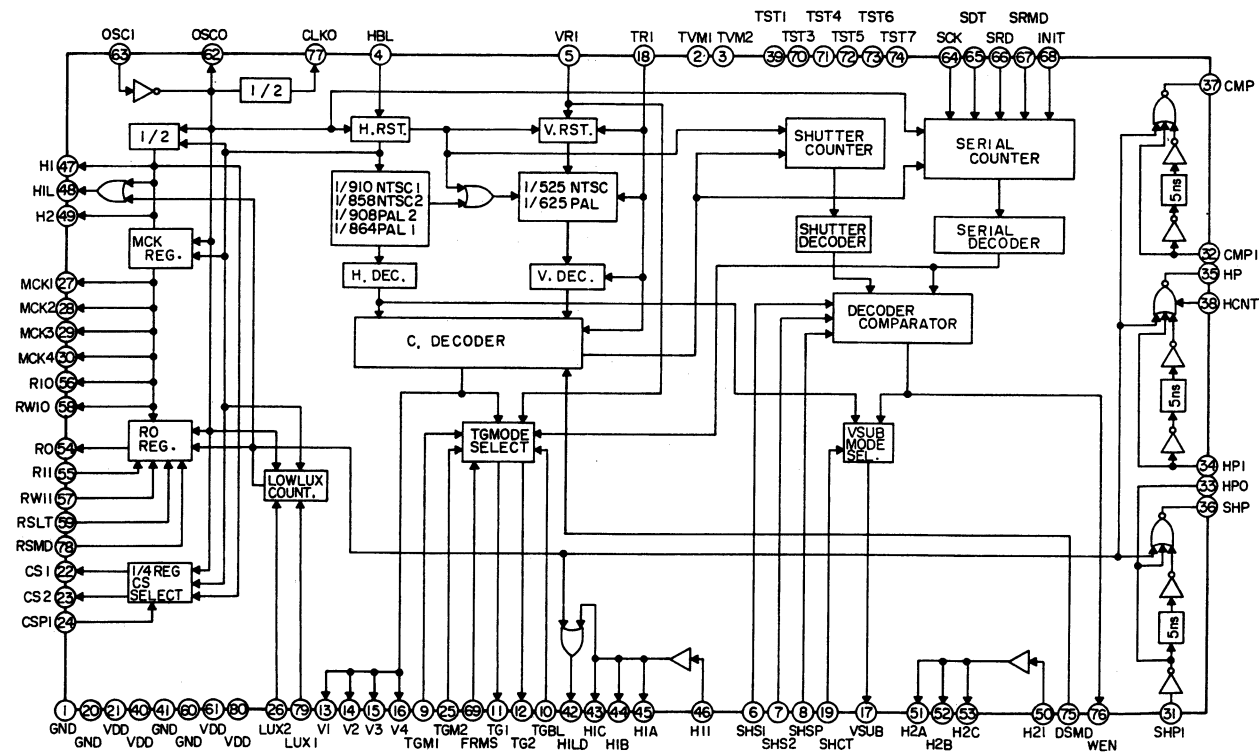 TST1 TST4 TST6
SDT SRMD
OSCI OSCO CLKO HBL VRI TRI TVM1 TVM2 TST3 TST5 TST7 SCK SRD INIT
63 62 77 4 5 18 2 3 39 70 71 72 73 74 64 65 66 67 68
1/2
37 CMP
1/2
H.RST.
V.RST.
SHUTTER
COUNTER
SERIAL
COUNTER
H1 47
H1L 48
H2 49
1/910 NTSC1
1/858 NTSC2
1/908 PAL 2
1/864 PAL 1
1/525 NTSC
1/625 PAL
5ns
MCK
REG.
SHUTTER
DECODER
SERIAL
DECODER
H. DEC.
V. DEC.
32 CMPI
35 HP
38 HCNT
MCK1 27
MCK2 28
MCK3 29
MCK4 30
RIO 56
RWIO 58
C. DECODER
DECODER
COMPARATOR
5ns
RO 54
RII 55
RWII 57
RSLT 59
RSMD 78
RO
REG.
TGMODE
SELECT
VSUB
MODE
SEL.
LOWLUX
COUNT.
34 HPI
33 HPO
36 SHP
CS1 22
CS2 23
CSPI 24
1/4 REG
CS
SELECT
5ns
1 20 21 40 41 60 61 80 26 79 13 14 15 16 9 25 69 11 12 10 42 43 44 45 46 6 7 8 19 17 51 52 53 50 75 76 31
GND VDD GND VDD LUX2 V1 V2 V3 V4 TGM2 TG1 TGBL H1C H1A H1I SHS1 SHSP VSUB H2A H2C H2I DSMD SHPI
GND VDD GND VDD LUX1 TGM1 FRMS TG2 H1LD H1B SHS2 SHCT H2B WEN